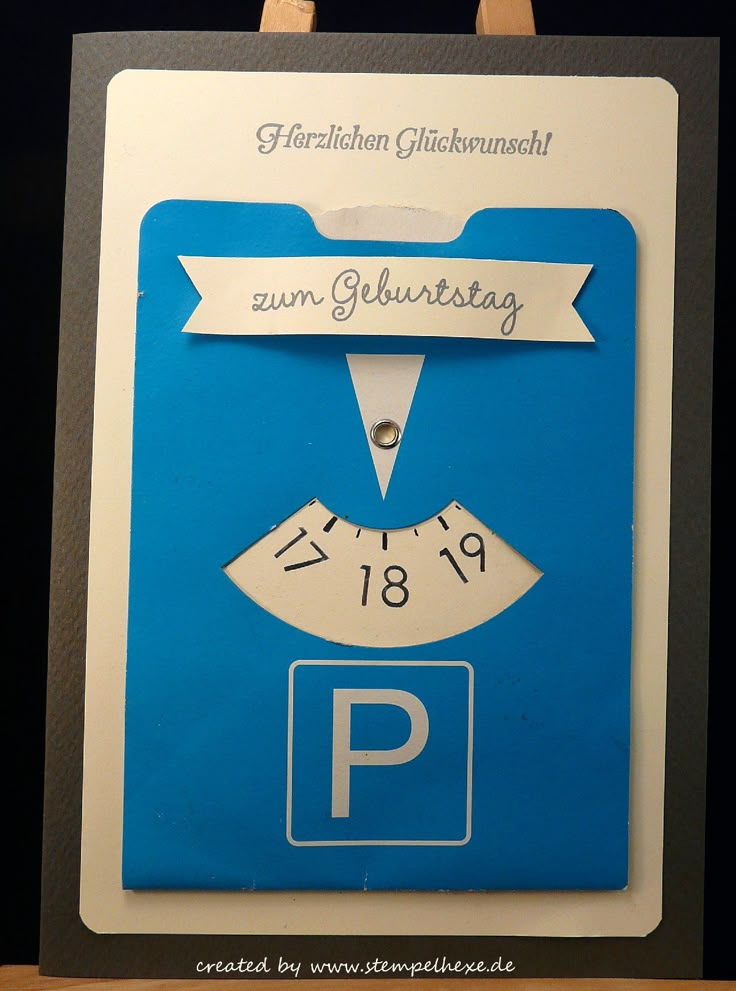 Herzlichen Glückwunsch!
zum Geburtstag
17 18 19
P
created by www.stempelhexe.de